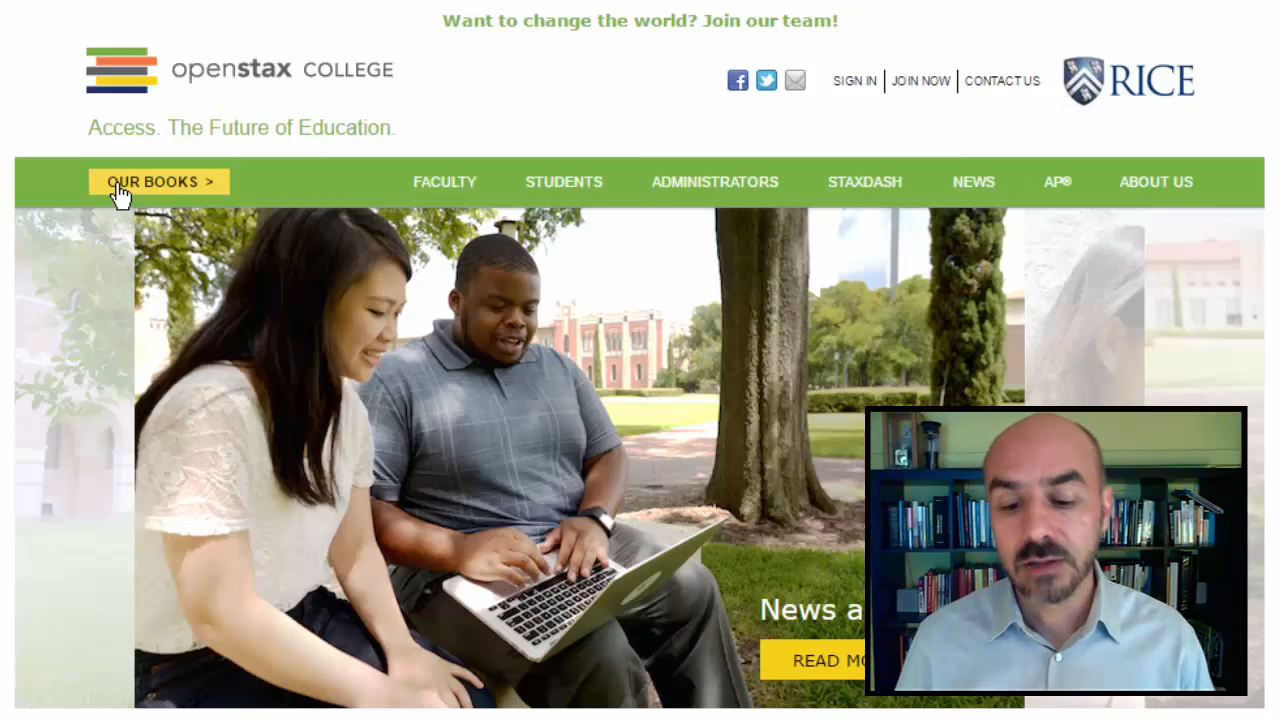 Want to change the world? Join our team!
openstax COLLEGE
SIGN IN JOIN NOW CONTACT US
RICE
Access. The Future of Education.
OUR BOOKS > FACULTY STUDENTS ADMINISTRATORS STAXDASH NEWS AP® ABOUT US
News a
READ MO